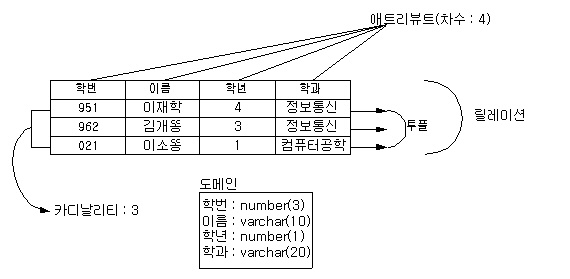 애트리뷰트(차수 : 4)
학번 이름 학년 학과
951 이재학 4 정보통신
962 김개똥 3 정보통신
021 이소똥 1 컴퓨터공학
투플
릴레이션
카디날리티 : 3
도메인
학번 : number(3)
이름 : varchar(10)
학년 : number(1)
학과 : varchar(20)